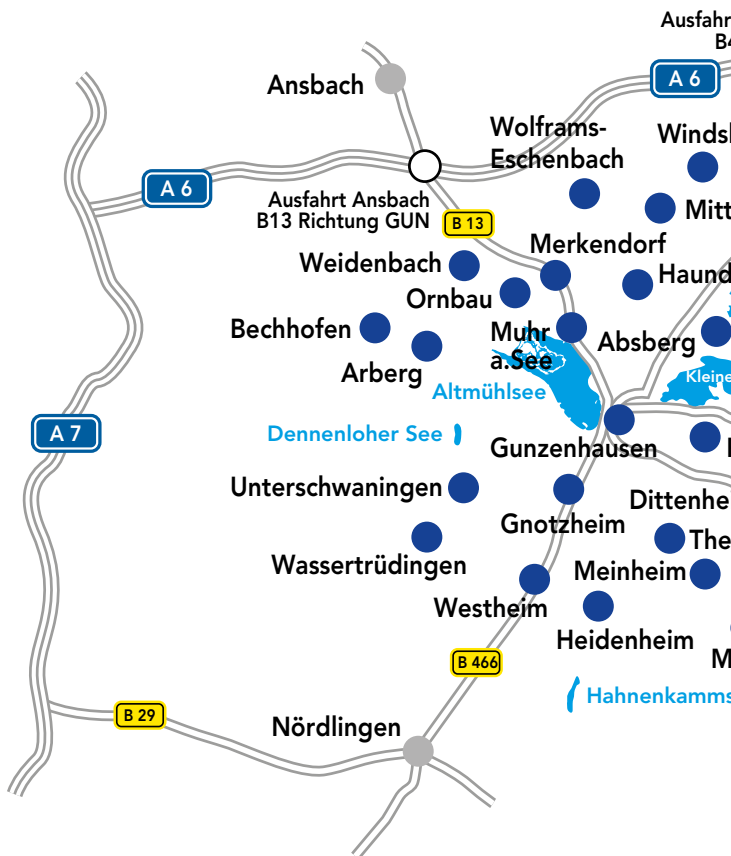 Ausfahr
B4
A 6
Ansbach
Wolframs-
Eschenbach
Winds
A 6
Ausfahrt Ansbach
B13 Richtung GUN
B 13
Mitt
Merkendorf
Weidenbach
Haund
Ornbau
Bechhofen
Muhr
a.See
Absberg
Arberg
Kleine
Altmühlsee
A 7
Dennenloher See
Gunzenhausen
Unterschwaningen
Dittenhe
Gnotzheim
The
Wassertrüdingen
Meinheim
Westheim
Heidenheim
M
B 466
Hahnenkamms
B 29
Nördlingen